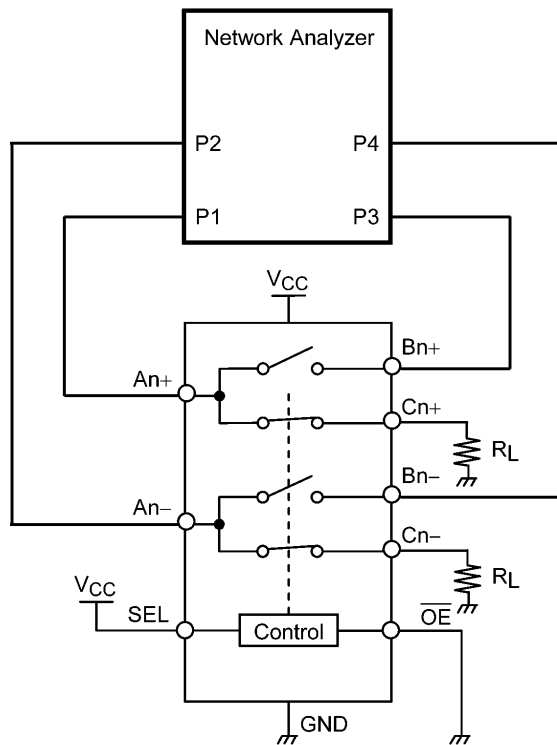 Network Analyzer
P2
P4
P1
P3
VCC
Bn+
An+
Cn+
RL
Bn−
An−
Cn−
RL
VCC
SEL
Control
OE
GND